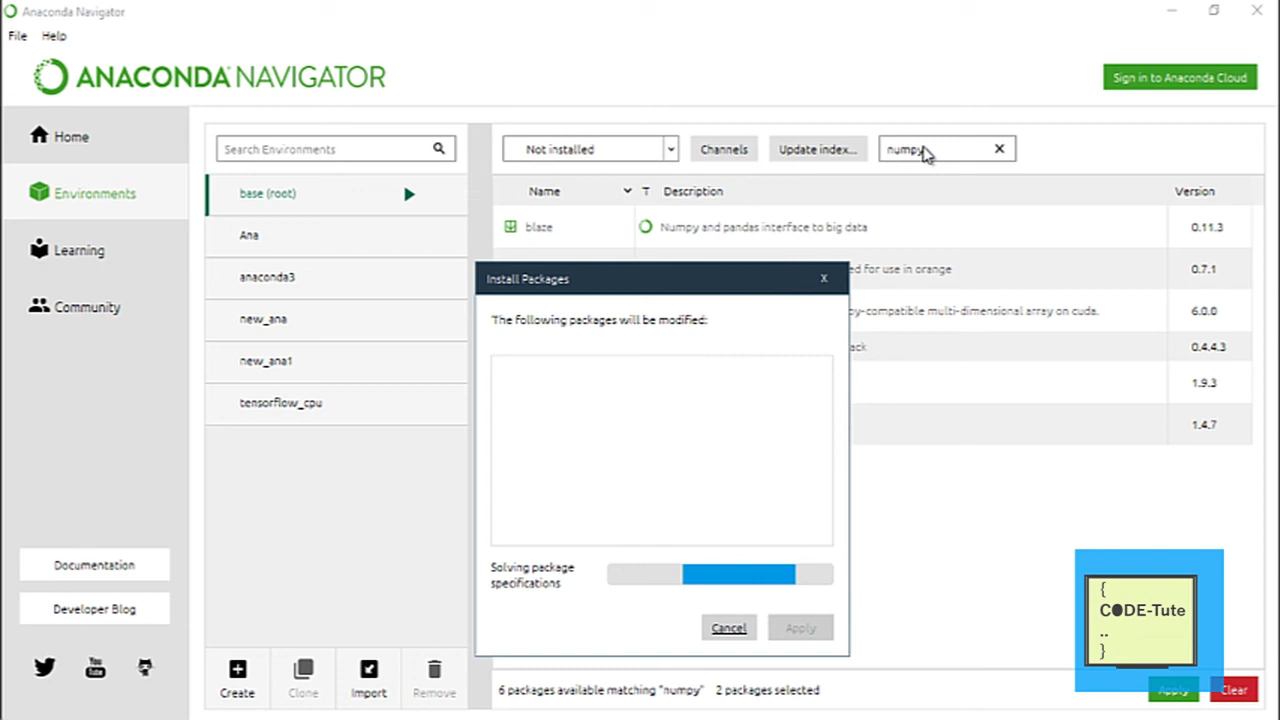 Anaconda Navigator
File Help
ANACONDA NAVIGATOR
Sign in to Anaconda Cloud
Home
Environments
Learning
Community
Documentation
Developer Blog
Search Environments
base (root)
Ana
anaconda3
new_ana
new_ana1
tensorflow_cpu
Create Clone Import Remove
Not installed Channels Update index... numpy
Name T Description Version
blaze Numpy and pandas interface to big data 0.11.3
ed for use in orange 0.7.1
py-compatible multi-dimensional array on cuda. 6.0.0
ack 0.4.4.3
1.9.3
1.4.7
Install Packages X
The following packages will be modified:
Solving package
specifications
Cancel Apply
6 packages available matching "numpy" 2 packages selected
Apply Clear
{
CODE-Tute
..
}